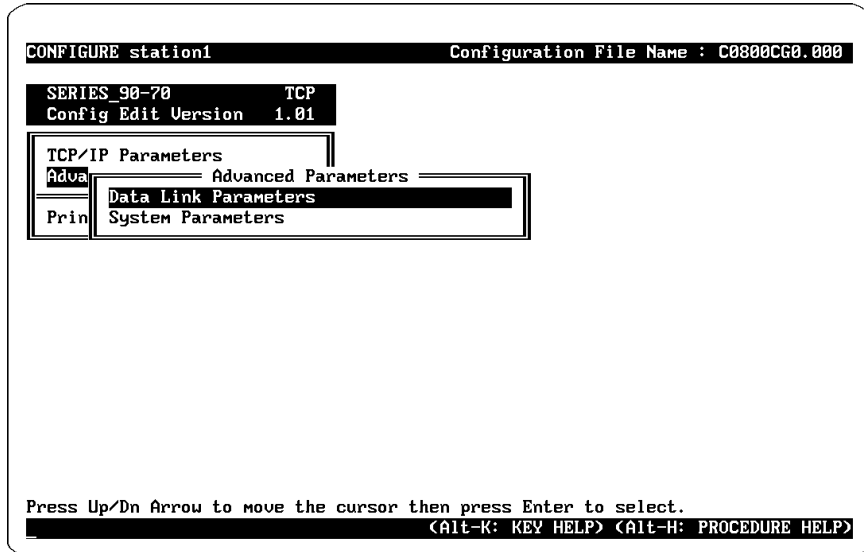 CONFIGURE station1 Configuration File Name : C0800CG0.000
SERIES_90-70 TCP
Config Edit Version 1.01
TCP/IP Parameters
Adva
Advanced Parameters
Data Link Parameters
Prin
System Parameters
Press Up/Dn Arrow to move the cursor then press Enter to select.
(Alt-K: KEY HELP) (Alt-H: PROCEDURE HELP)